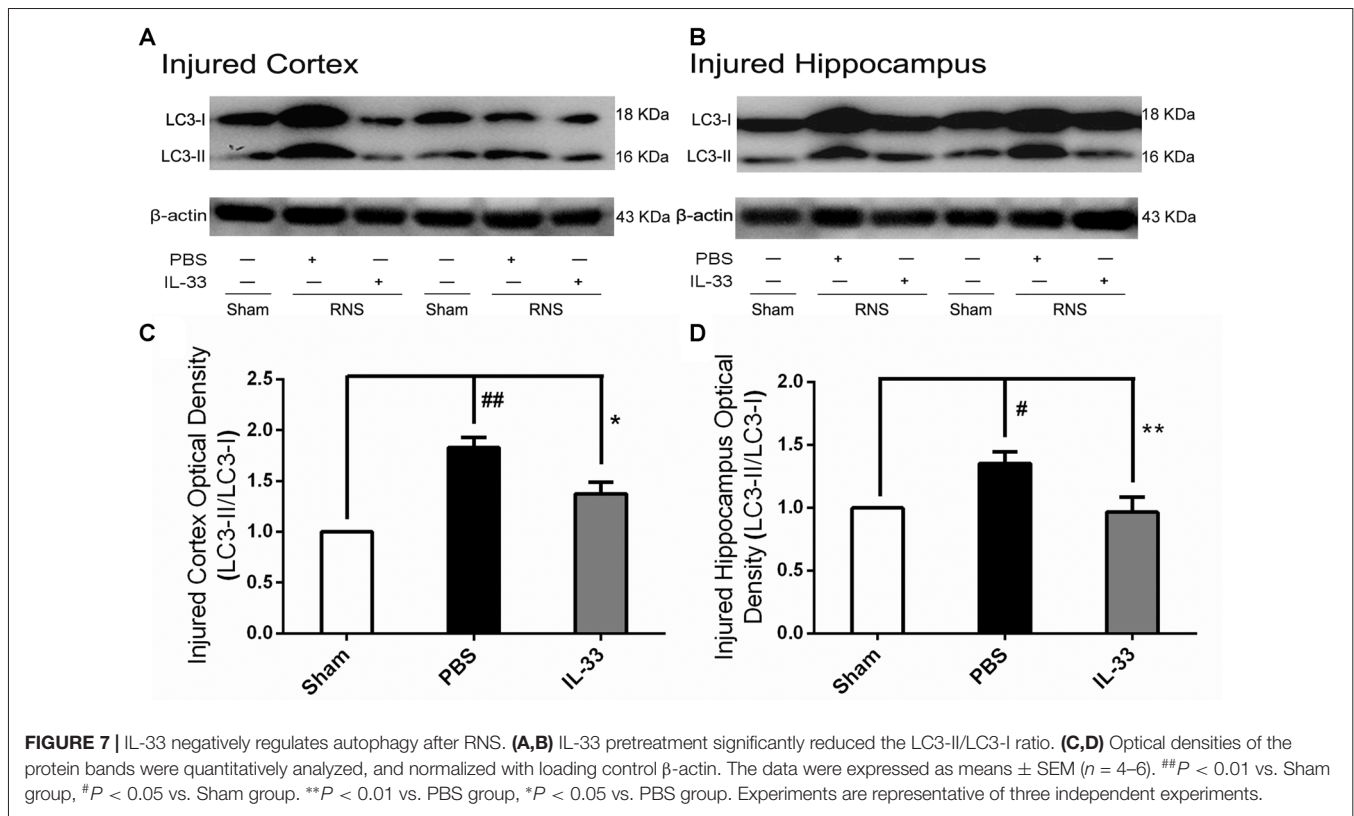 A
Injured Cortex
LC3-I
18 KDa
LC3-II
16 KDa
β-actin
43 KDa
PBS — + — — + —
IL-33 — — + — — +
Sham RNS Sham RNS
B
Injured Hippocampus
LC3-I
18 KDa
LC3-II
16 KDa
β-actin
43 KDa
PBS — + — — + —
IL-33 — — + — — +
Sham RNS Sham RNS
C
Injured Cortex Optical Density
(LC3-II/LC3-I)
2.5
2.0
1.5
1.0
0.5
0.0
##
*
Sham PBS IL-33
D
Injured Hippocampus Optical
Density (LC3-II/LC3-I)
2.0
1.5
1.0
0.5
0.0
#
**
Sham PBS IL-33
FIGURE 7 | IL-33 negatively regulates autophagy after RNS. (A,B) IL-33 pretreatment significantly reduced the LC3-II/LC3-I ratio. (C,D) Optical densities of the
protein bands were quantitatively analyzed, and normalized with loading control β-actin. The data were expressed as means ± SEM (n = 4–6). ##P < 0.01 vs. Sham
group, #P < 0.05 vs. Sham group. **P < 0.01 vs. PBS group, *P < 0.05 vs. PBS group. Experiments are representative of three independent experiments.